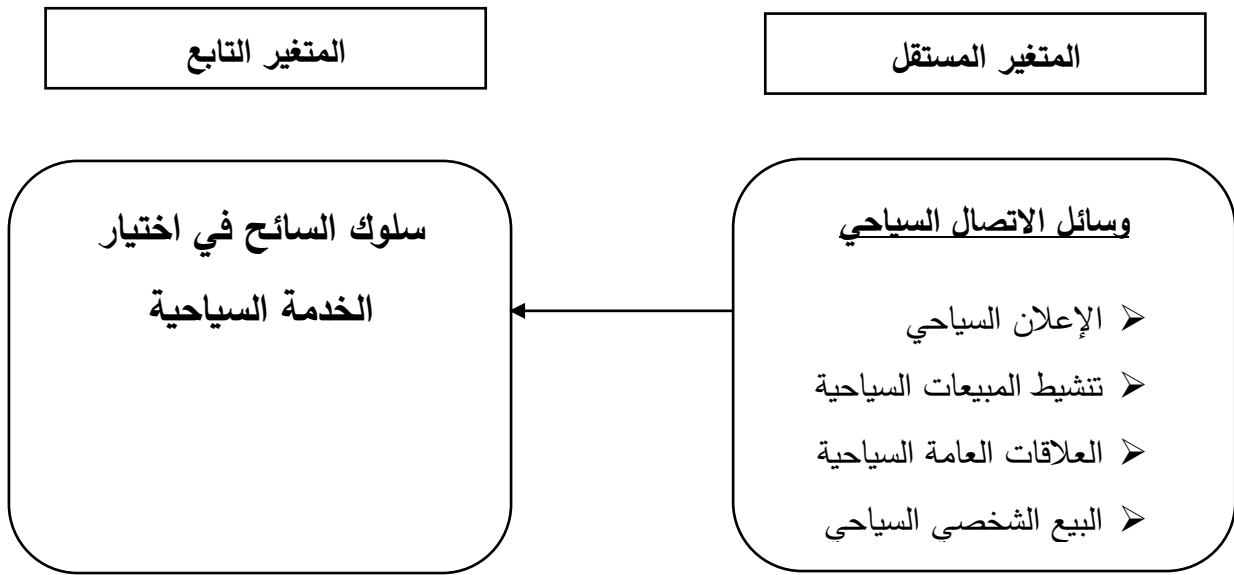 المتغير المستقل
المتغير التابع
وسائل الاتصال السياحي
الإعلان السياحي
تنشيط المبيعات السياحية
العلاقات العامة السياحية
البيع الشخصي السياحي
سلوك السائح في اختيار
الخدمة السياحية